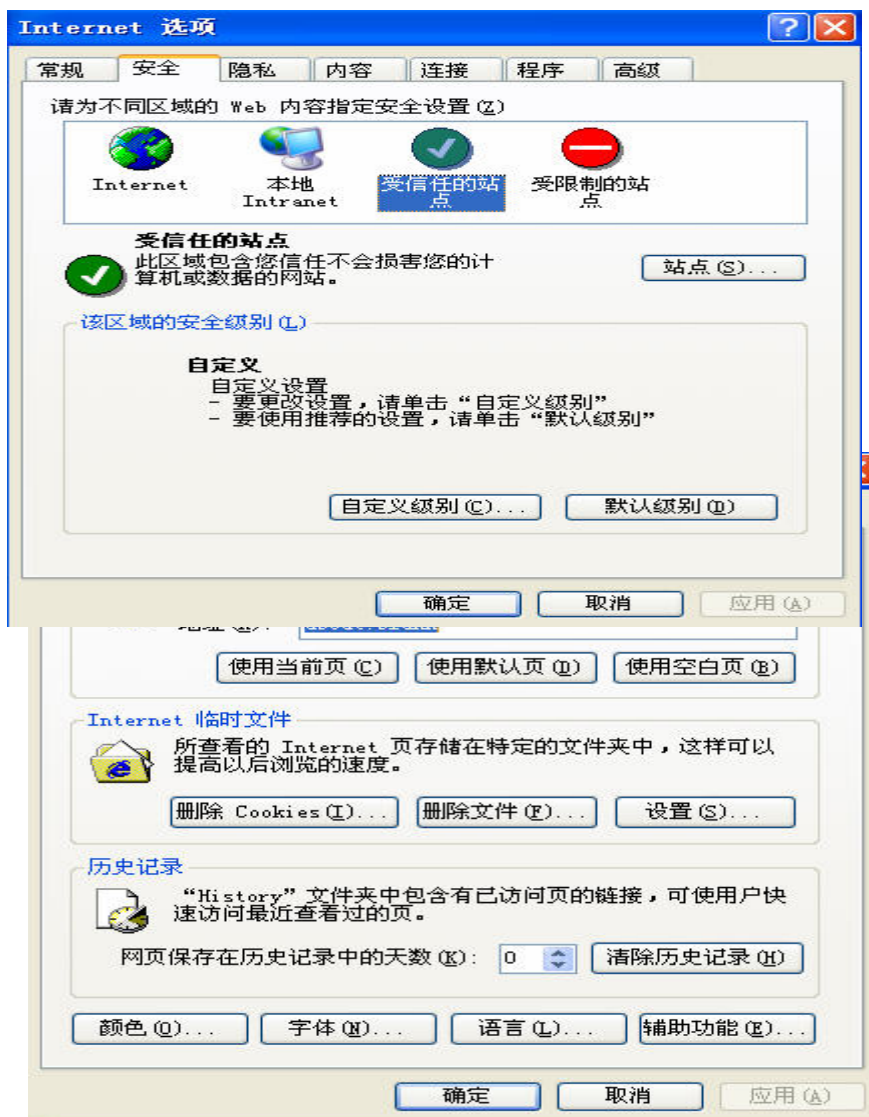 Internet 选项
常规 安全 隐私 内容 连接 程序 高级
请为不同区域的 Web 内容指定安全设置(Z)
Internet
本地
Intranet
受信任的站
点
受限制的站
点
受信任的站点
此区域包含您信任不会损害您的计
算机或数据的网站。
站点(S)...
该区域的安全级别(L)
自定义
自定义设置
- 要更改设置，请单击“自定义级别”
- 要使用推荐的设置，请单击“默认级别”
自定义级别(C)... 默认级别(D)
确定 取消 应用(A)
使用当前页(C) 使用默认页(D) 使用空白页(B)
Internet 临时文件
所查看的 Internet 页存储在特定的文件夹中，这样可以
提高以后浏览的速度。
删除 Cookies(I)... 删除文件(F)... 设置(S)...
历史记录
“History”文件夹中包含有已访问页的链接，可使用户快
速访问最近查看过的页。
网页保存在历史记录中的天数(K): 0 清除历史记录(H)
颜色(O)... 字体(N)... 语言(L)... 辅助功能(E)...
确定 取消 应用(A)